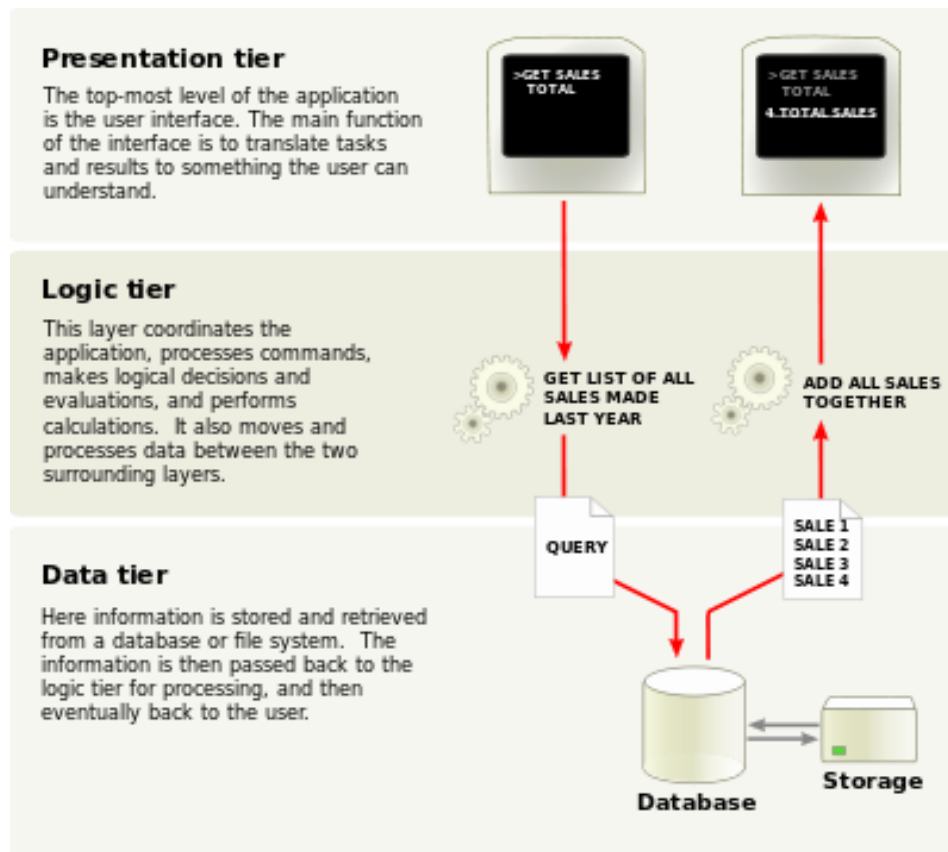 Presentation tier
The top-most level of the application
is the user interface. The main function
of the interface is to translate tasks
and results to something the user can
understand.
>GET SALES
TOTAL
>GET SALES
TOTAL
4 TOTAL SALES
Logic tier
This layer coordinates the
application, processes commands,
makes logical decisions and
evaluations, and performs
calculations.  It also moves and
processes data between the two
surrounding layers.
GET LIST OF ALL
SALES MADE
LAST YEAR
ADD ALL SALES
TOGETHER
QUERY
SALE 1
SALE 2
SALE 3
SALE 4
Data tier
Here information is stored and retrieved
from a database or file system.  The
information is then passed back to the
logic tier for processing, and then
eventually back to the user.
Database
Storage